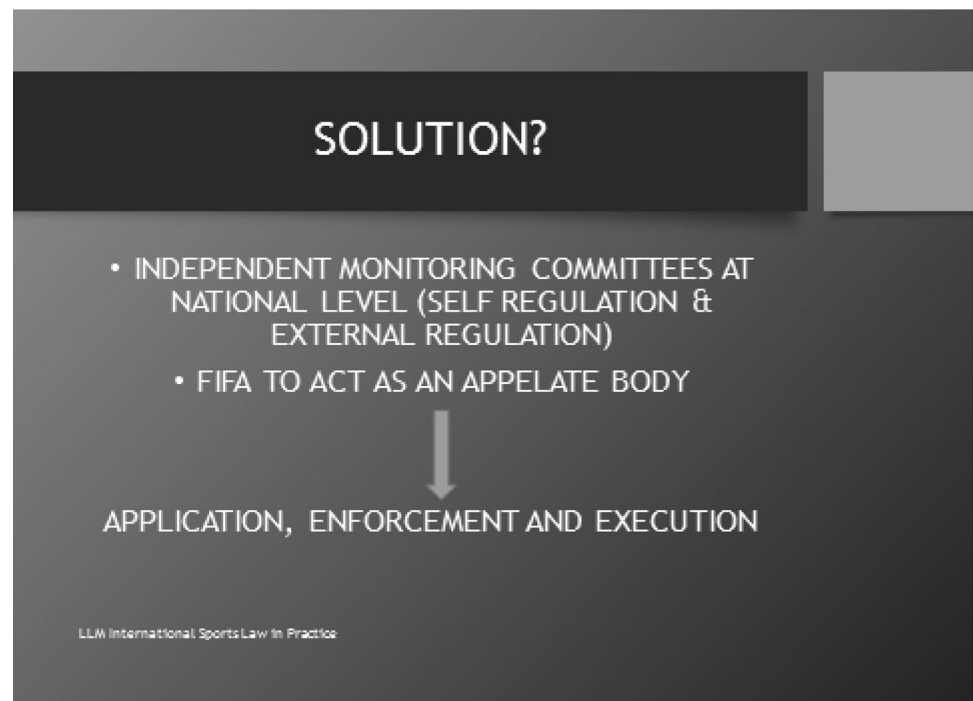 SOLUTION?
• INDEPENDENT MONITORING COMMITTEES AT
NATIONAL LEVEL (SELF REGULATION &
EXTERNAL REGULATION)
• FIFA TO ACT AS AN APPELATE BODY
APPLICATION, ENFORCEMENT AND EXECUTION
LLM International Sports Law in Practice